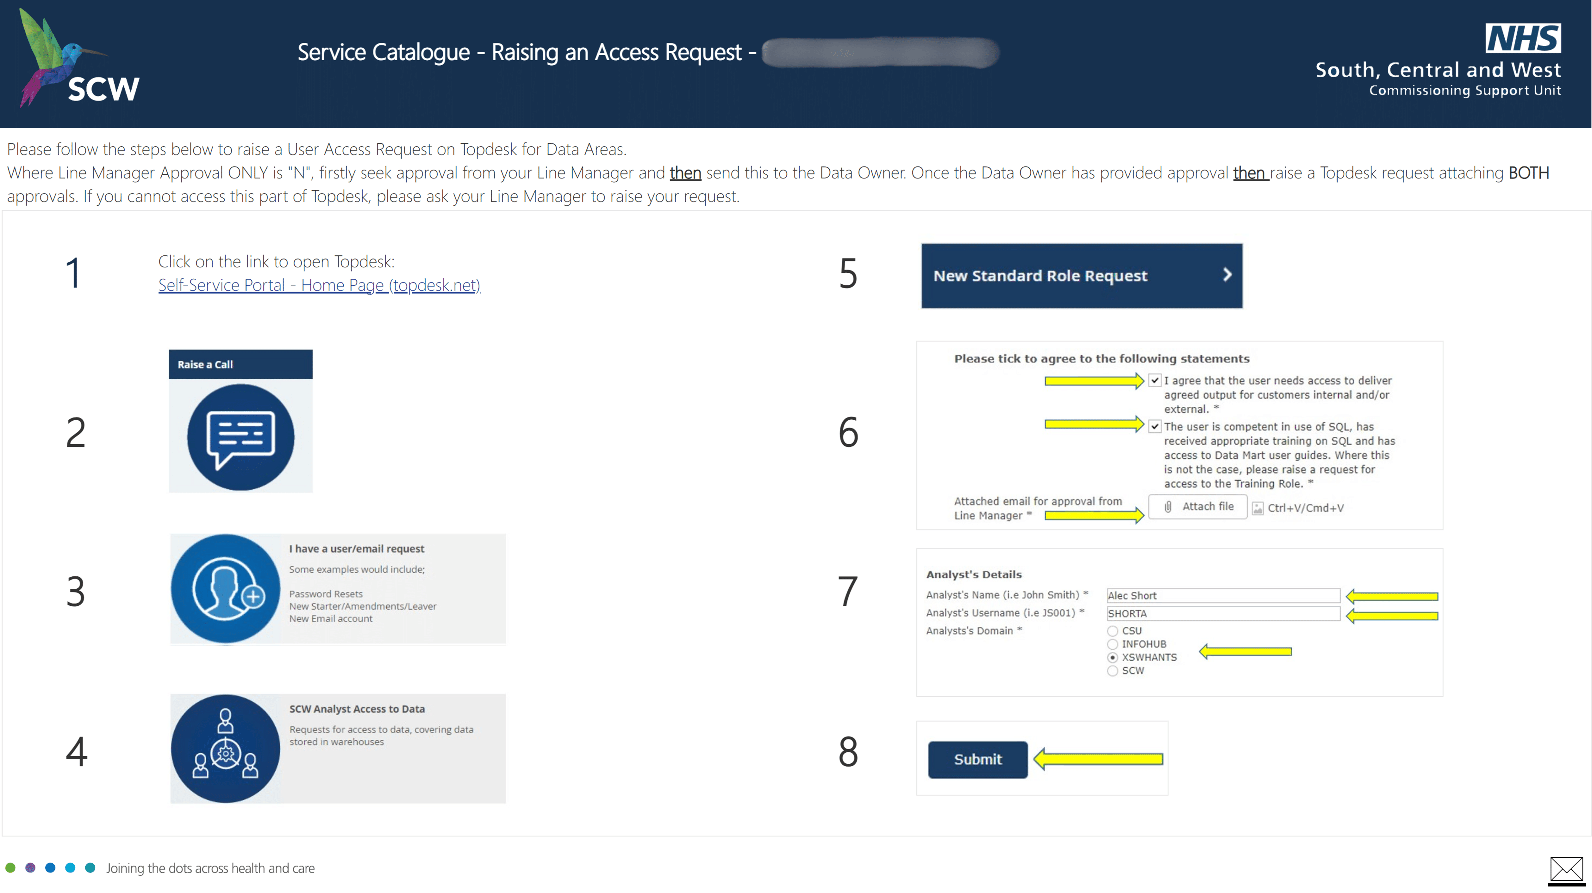 SCW
Service Catalogue - Raising an Access Request -
NHS
South, Central and West
Commissioning Support Unit
Please follow the steps below to raise a User Access Request on Topdesk for Data Areas.
Where Line Manager Approval ONLY is "N", firstly seek approval from your Line Manager and then send this to the Data Owner. Once the Data Owner has provided approval then raise a Topdesk request attaching BOTH
approvals. If you cannot access this part of Topdesk, please ask your Line Manager to raise your request.
1
Click on the link to open Topdesk:
Self-Service Portal - Home Page (topdesk.net)
2
Raise a Call
3
I have a user/email request
Some examples would include;
Password Resets
New Starter/Amendments/Leaver
New Email account
4
SCW Analyst Access to Data
Requests for access to data, covering data
stored in warehouses
5
New Standard Role Request
6
Please tick to agree to the following statements
I agree that the user needs access to deliver
agreed output for customers internal and/or
external. *
The user is competent in use of SQL, has
received appropriate training on SQL and has
access to Data Mart user guides. Where this
is not the case, please raise a request for
access to the Training Role. *
Attached email for approval from
Line Manager *
Attach file
Ctrl+V/Cmd+V
7
Analyst's Details
Analyst's Name (i.e John Smith) *
Alec Short
Analyst's Username (i.e JS001) *
SHORTA
Analysts's Domain *
CSU
INFOHUB
XSWHANTS
SCW
8
Submit
Joining the dots across health and care